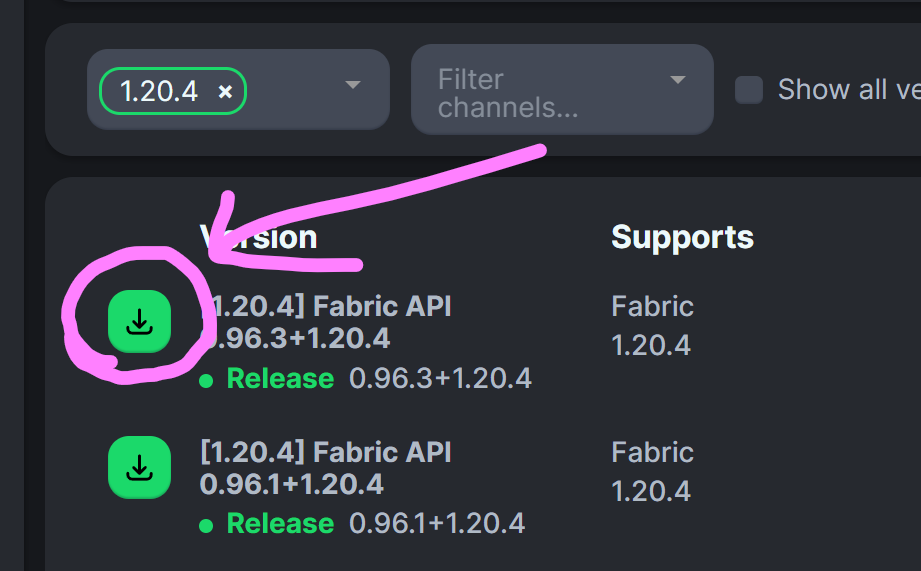 1.20.4 ×
Filter
channels...
Show all ve
Version
Supports
[1.20.4] Fabric API
0.96.3+1.20.4
Release 0.96.3+1.20.4
Fabric
1.20.4
[1.20.4] Fabric API
0.96.1+1.20.4
Release 0.96.1+1.20.4
Fabric
1.20.4